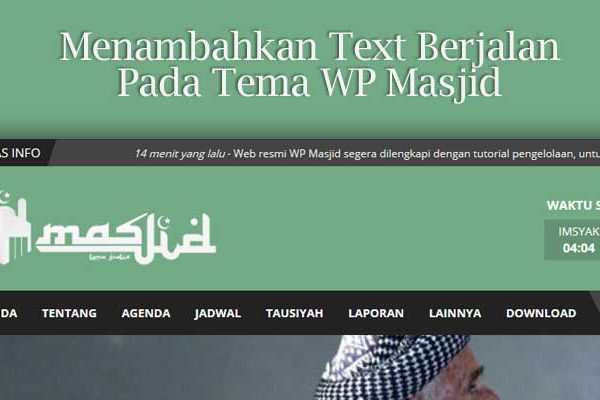 Menambahkan Text Berjalan
Pada Tema WP Masjid
AS INFO
14 menit yang lalu - Web resmi WP Masjid segera dilengkapi dengan tutorial pengelolaan, untu
masjid
WAKTU S
IMSYAK
04:04
DA TENTANG AGENDA JADWAL TAUSIYAH LAPORAN LAINNYA DOWNLOAD